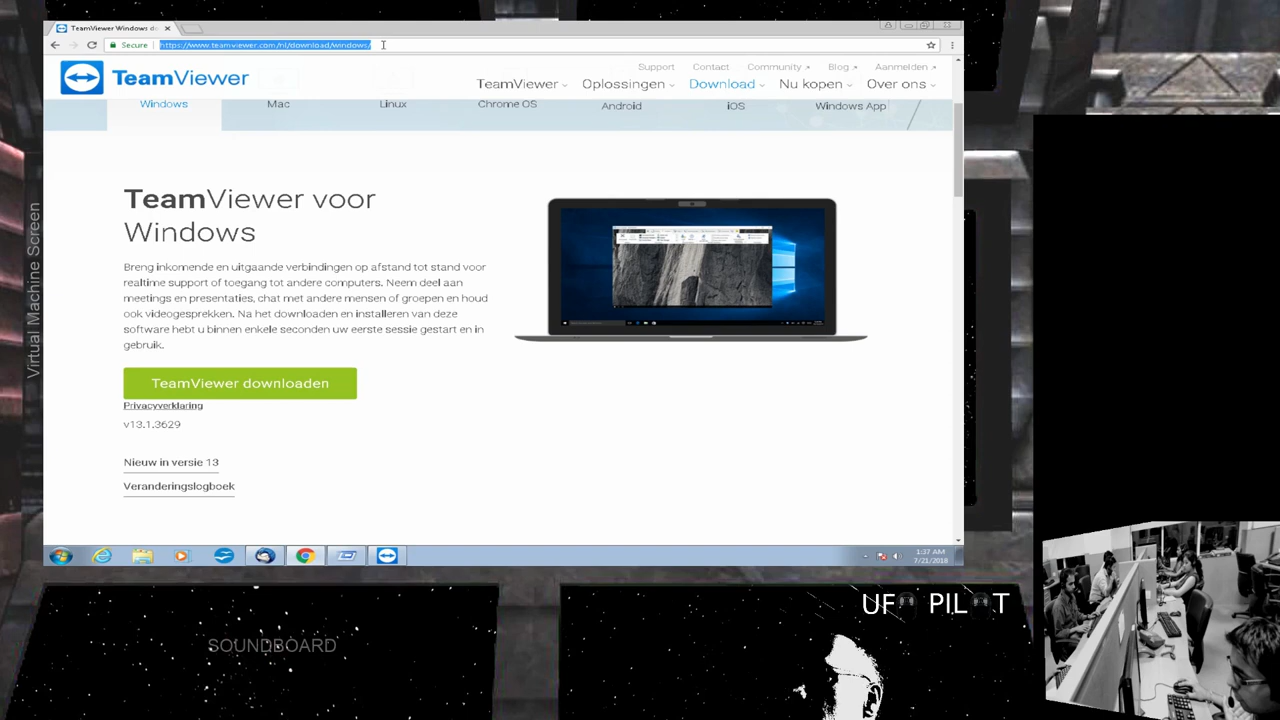 TeamViewer Windows d
Secure
https://www.teamviewer.com/nl/download/windows/
Support Contact Community Blog Aanmelden
TeamViewer
TeamViewer Oplossingen Download Nu kopen Over ons
Windows Mac Linux Chrome OS Android iOS Windows App
TeamViewer voor
Windows
Breng inkomende en uitgaande verbindingen op afstand tot stand voor
realtime support of toegang tot andere computers. Neem deel aan
meetings en presentaties, chat met andere mensen of groepen en houd
ook videogesprekken. Na het downloaden en installeren van deze
software hebt u binnen enkele seconden uw eerste sessie gestart en in
gebruik.
TeamViewer downloaden
Privacyverklaring
v13.1.3629
Nieuw in versie 13
Veranderingslogboek
1:37 AM
7/21/2018
Virtual Machine Screen
UFO PILOT
SOUNDBOARD